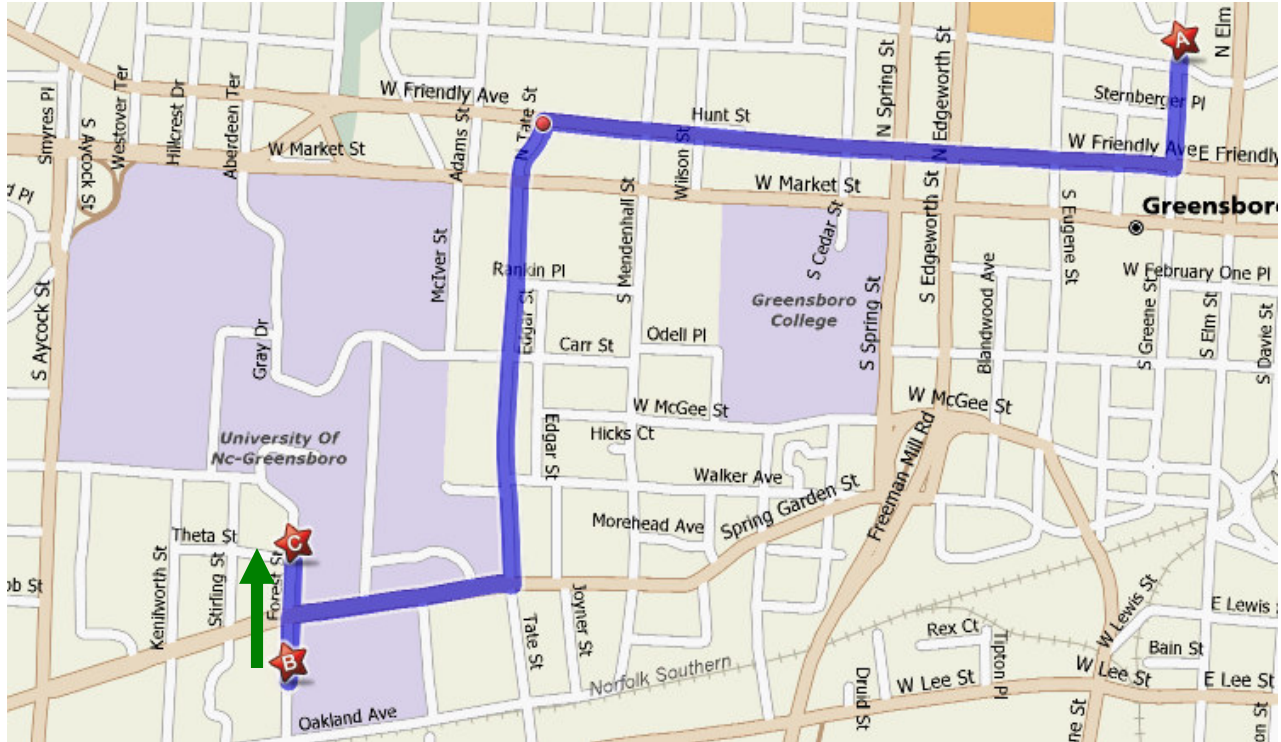 N Elm
A
W Friendly Ave
N Tate St
Hunt St
N Spring St
N Edgeworth St
Sternberger Pl
Smyres Pl
S Aycock St
Westover Ter
Hillcrest Dr
Aberdeen Ter
W Market St
Adams St
Wilson St
W Friendly Ave
E Friendly
d Pl
W Market St
S Eugene St
Greensboro
McIver St
S Mendenhall St
S Cedar St
S Edgeworth St
Rankin Pl
W February One Pl
Blandwood Ave
Greensboro
College
S Aycock St
Gray Dr
Edgar St
Carr St
Odell Pl
S Spring St
S Greene St
S Elm St
S Davie St
W McGee St
W McGee St
University Of
Nc-Greensboro
Edgar St
Hicks Ct
Freeman Mill Rd
Walker Ave
Spring Garden St
Morehead Ave
Theta St
C
Kenilworth St
Stirling St
Forest St
ob St
Joyner St
Tate St
W Lewis St
E Lewis
Rex Ct
Tipton Pl
Bain St
B
Norfolk Southern
Druid St
W Lee St
W Lee St
E Lee St
Oakland Ave
ne St